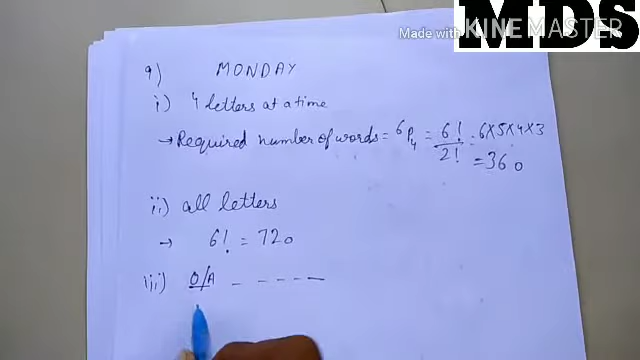 MDS
Made with KINEMASTER
9) MONDAY
i) 4 letters at a time
→ Required number of words = ⁶P₄ = 6!/2! = 6×5×4×3
= 360
ii) all letters
→ 6! = 720
iii) O/A _ _ _ _ _